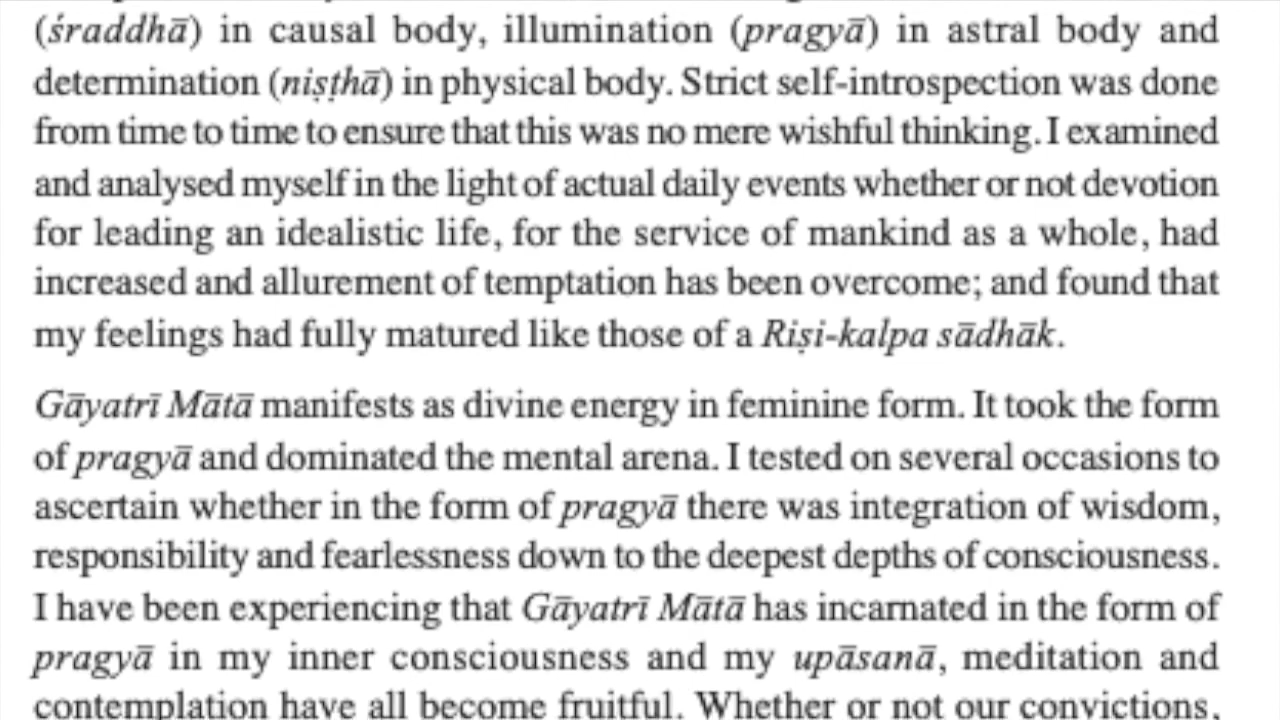 (śraddhā) in causal body, illumination (pragyā) in astral body and
determination (niṣṭhā) in physical body. Strict self-introspection was done
from time to time to ensure that this was no mere wishful thinking. I examined
and analysed myself in the light of actual daily events whether or not devotion
for leading an idealistic life, for the service of mankind as a whole, had
increased and allurement of temptation has been overcome; and found that
my feelings had fully matured like those of a Riṣi-kalpa sādhāk.
Gāyatrī Mātā manifests as divine energy in feminine form. It took the form
of pragyā and dominated the mental arena. I tested on several occasions to
ascertain whether in the form of pragyā there was integration of wisdom,
responsibility and fearlessness down to the deepest depths of consciousness.
I have been experiencing that Gāyatrī Mātā has incarnated in the form of
pragyā in my inner consciousness and my upāsanā, meditation and
contemplation have all become fruitful. Whether or not our convictions,